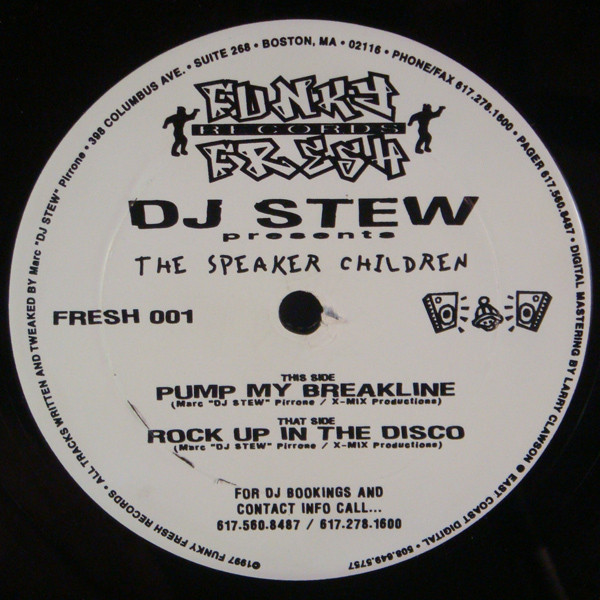 398 COLUMBUS AVE. • SUITE 268 • BOSTON, MA • 02116 • PHONE/FAX 617.278.1600 • PAGER 617.560.8487 • DIGITAL MASTERING BY LARRY CLAWSON ● EAST COAST DIGITAL • 508.649.5757
©1997 FUNKY FRESH RECORDS • ALL TRACKS WRITTEN AND TWEAKED BY Marc "DJ STEW" Pirrone •
FUNKY
RECORDS
FRESH
DJ STEW
presents
THE SPEAKER CHILDREN
FRESH 001
THIS SIDE
PUMP MY BREAKLINE
(Marc "DJ STEW" Pirrone / X-MIX Productions)
THAT SIDE
ROCK UP IN THE DISCO
(Marc "DJ STEW" Pirrone / X-MIX Productions)
FOR DJ BOOKINGS AND
CONTACT INFO CALL...
617.560.8487 / 617.278.1600